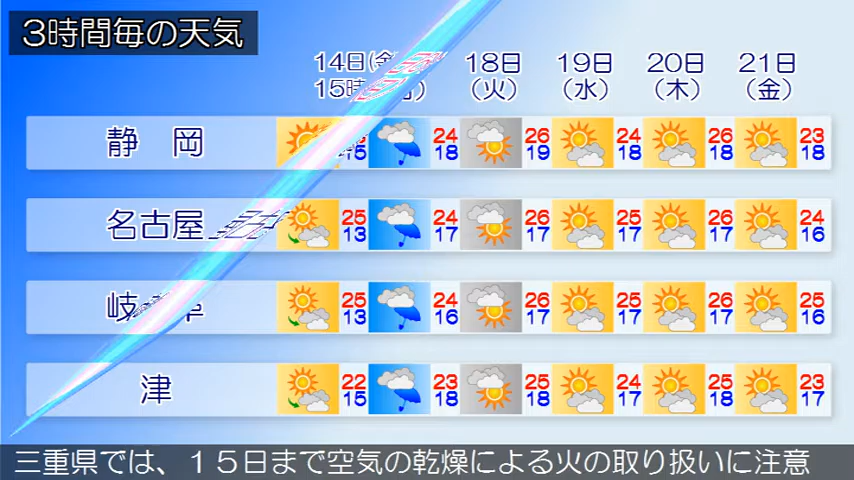 3時間毎の天気
14日 18日 19日 20日 21日
15時 (火) (水) (木) (金)
静岡 15 24 18 26 19 24 18 26 18 23 18
名古屋 25 13 24 17 26 17 25 17 26 17 24 16
岐阜 25 13 24 16 26 17 25 17 26 17 25 16
津 22 15 23 18 25 18 24 17 25 18 23 17
三重県では、１５日まで空気の乾燥による火の取り扱いに注意